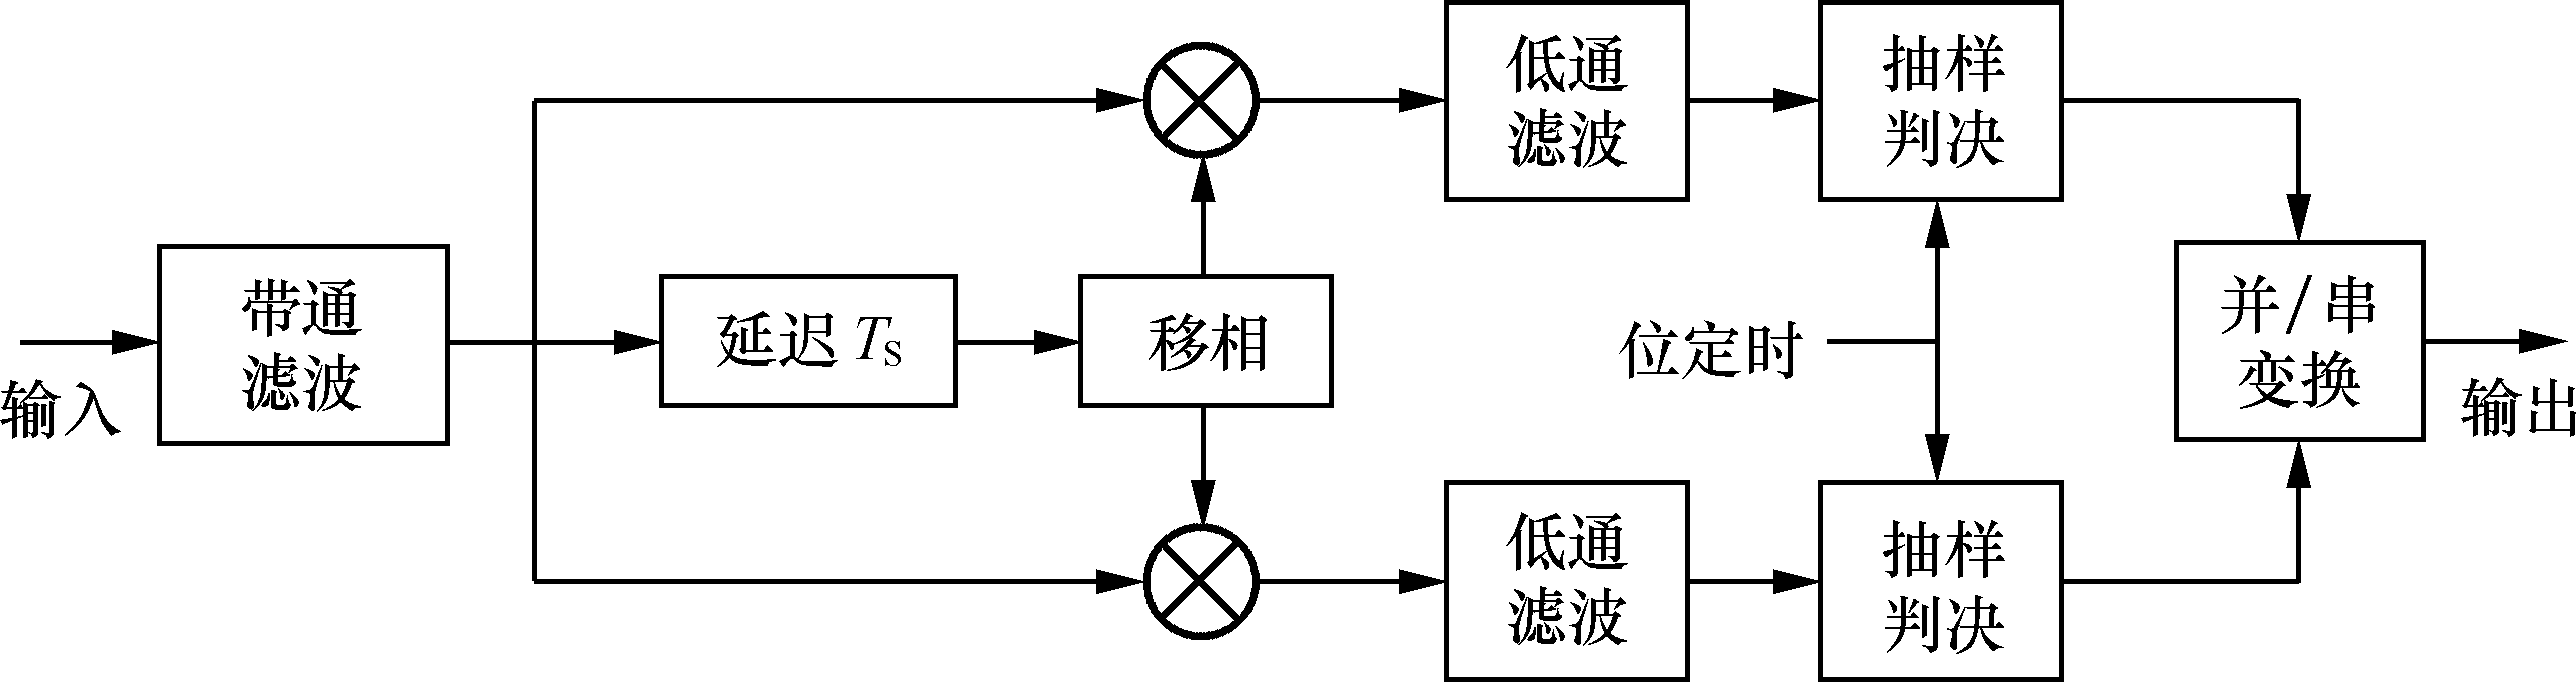 输入
带通
滤波
延迟 TS
移相
低通
滤波
抽样
判决
位定时
低通
滤波
抽样
判决
并/串
变换
输出